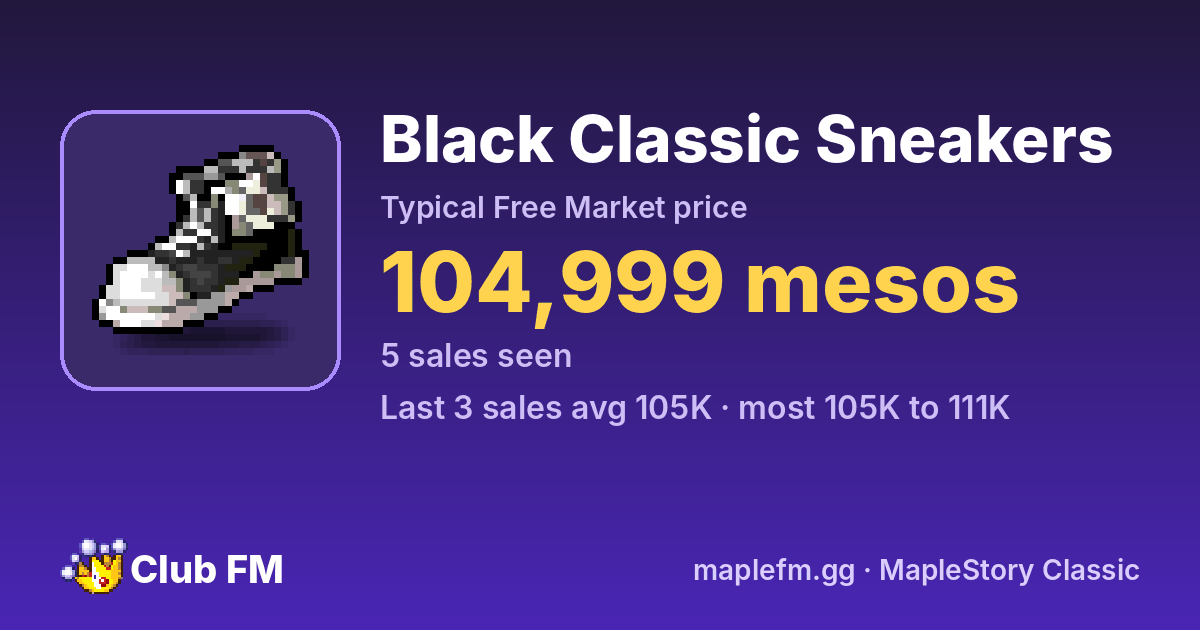 Black Classic Sneakers
Typical Free Market price
104,999 mesos
5 sales seen
Last 3 sales avg 105K · most 105K to 111K
Club FM
maplefm.gg · MapleStory Classic